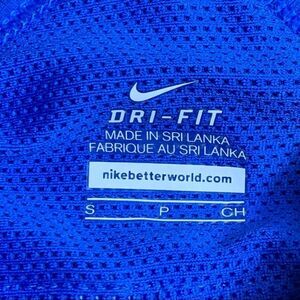 DRI-FIT
MADE IN SRI LANKA
FABRIQUE AU SRI LANKA
nikebetterworld.com
S P CH